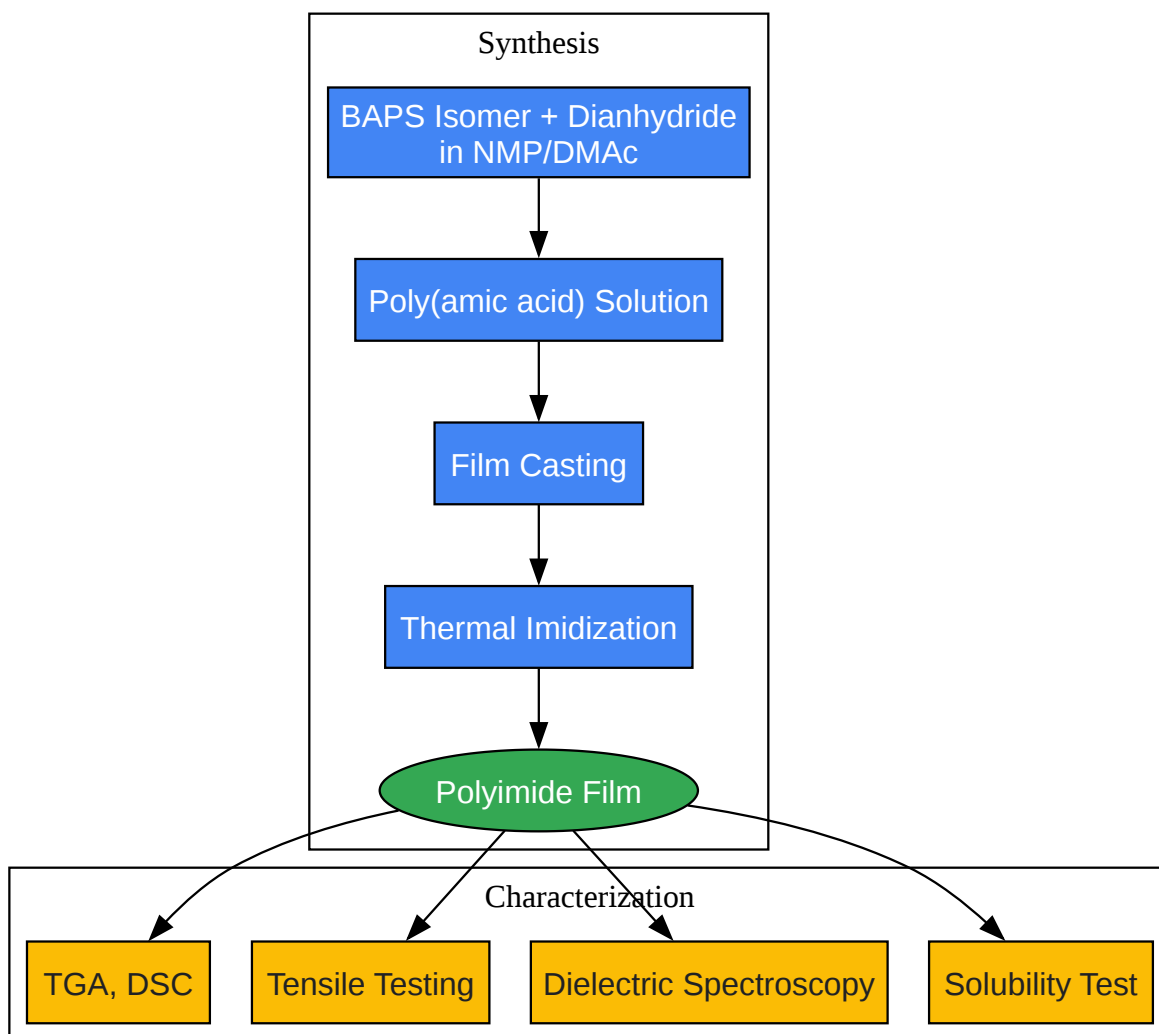 Synthesis
BAPS Isomer + Dianhydride
in NMP/DMAc
Poly(amic acid) Solution
Film Casting
Thermal Imidization
Polyimide Film
Characterization
TGA, DSC
Tensile Testing
Dielectric Spectroscopy
Solubility Test